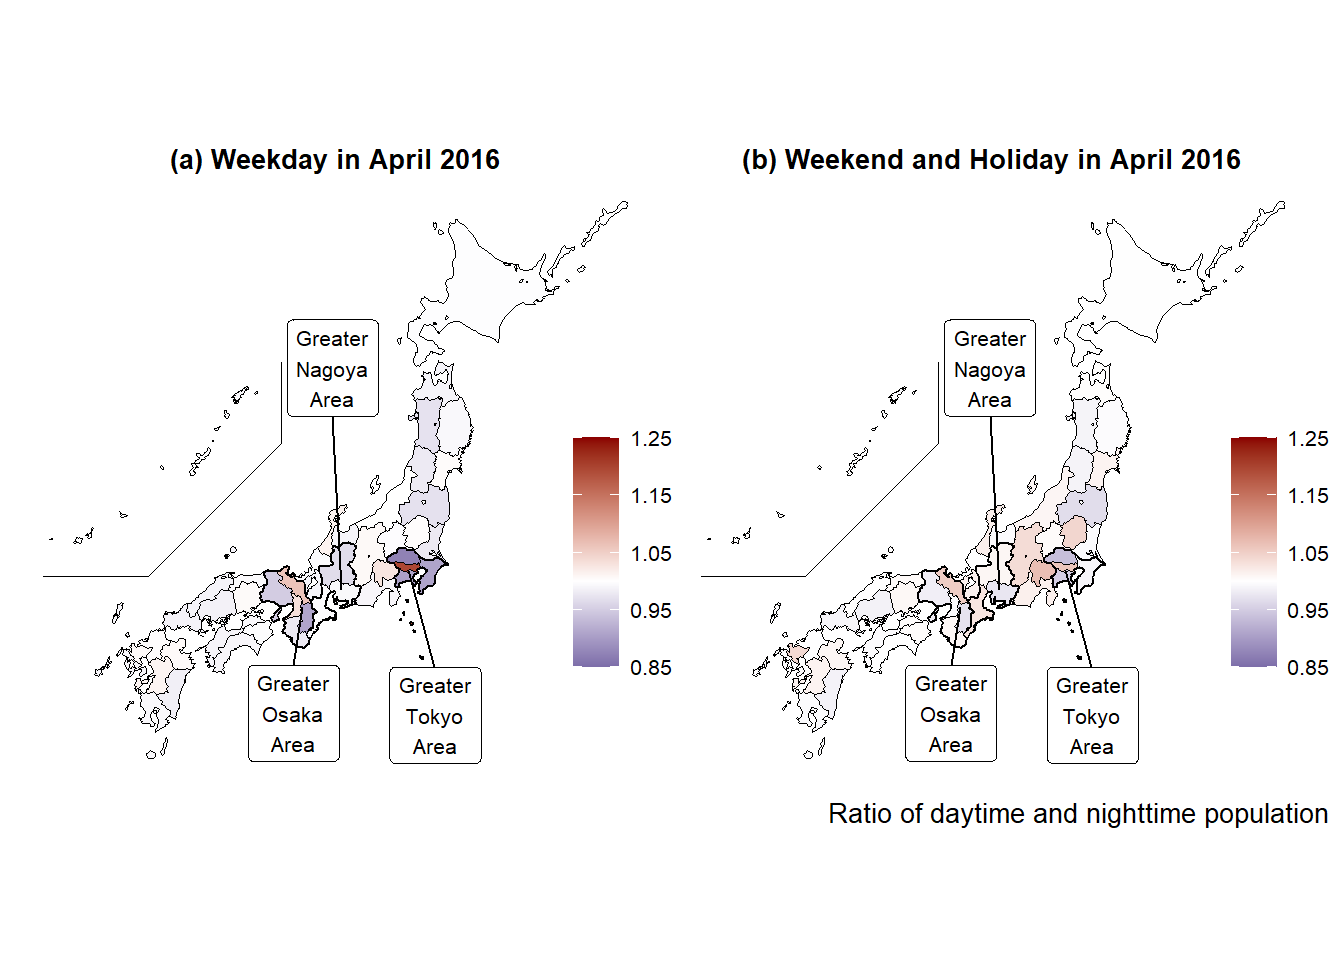 (a) Weekday in April 2016
Greater
Nagoya
Area
1.25
1.15
1.05
0.95
0.85
Greater
Osaka
Area
Greater
Tokyo
Area
(b) Weekend and Holiday in April 2016
Greater
Nagoya
Area
1.25
1.15
1.05
0.95
0.85
Greater
Osaka
Area
Greater
Tokyo
Area
Ratio of daytime and nighttime population